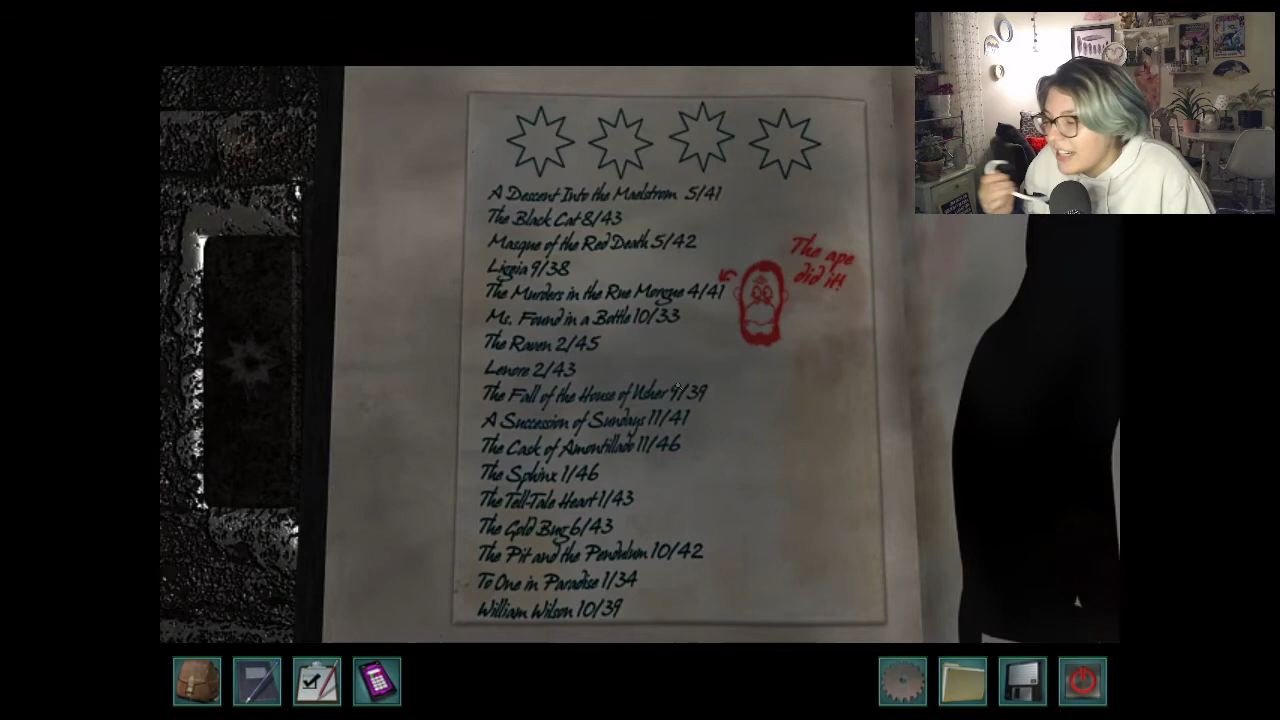 A Descent Into the Maelstrom 5/41
The Black Cat 8/43
Masque of the Red Death 5/42
Ligia 9/38
The Murders in the Rue Morgue 4/41
The ape
did it!
Ms. Found in a Bottle 10/33
The Raven 2/45
Lenore 2/43
The Fall of the House of Usher 9/39
A Succession of Sundays 11/41
The Cask of Amontillado 11/46
The Sphinx 1/46
The Tell-Tale Heart 1/43
The Gold Bug 6/43
The Pit and the Pendulum 10/42
To One in Paradise 1/34
William Wilson 10/39